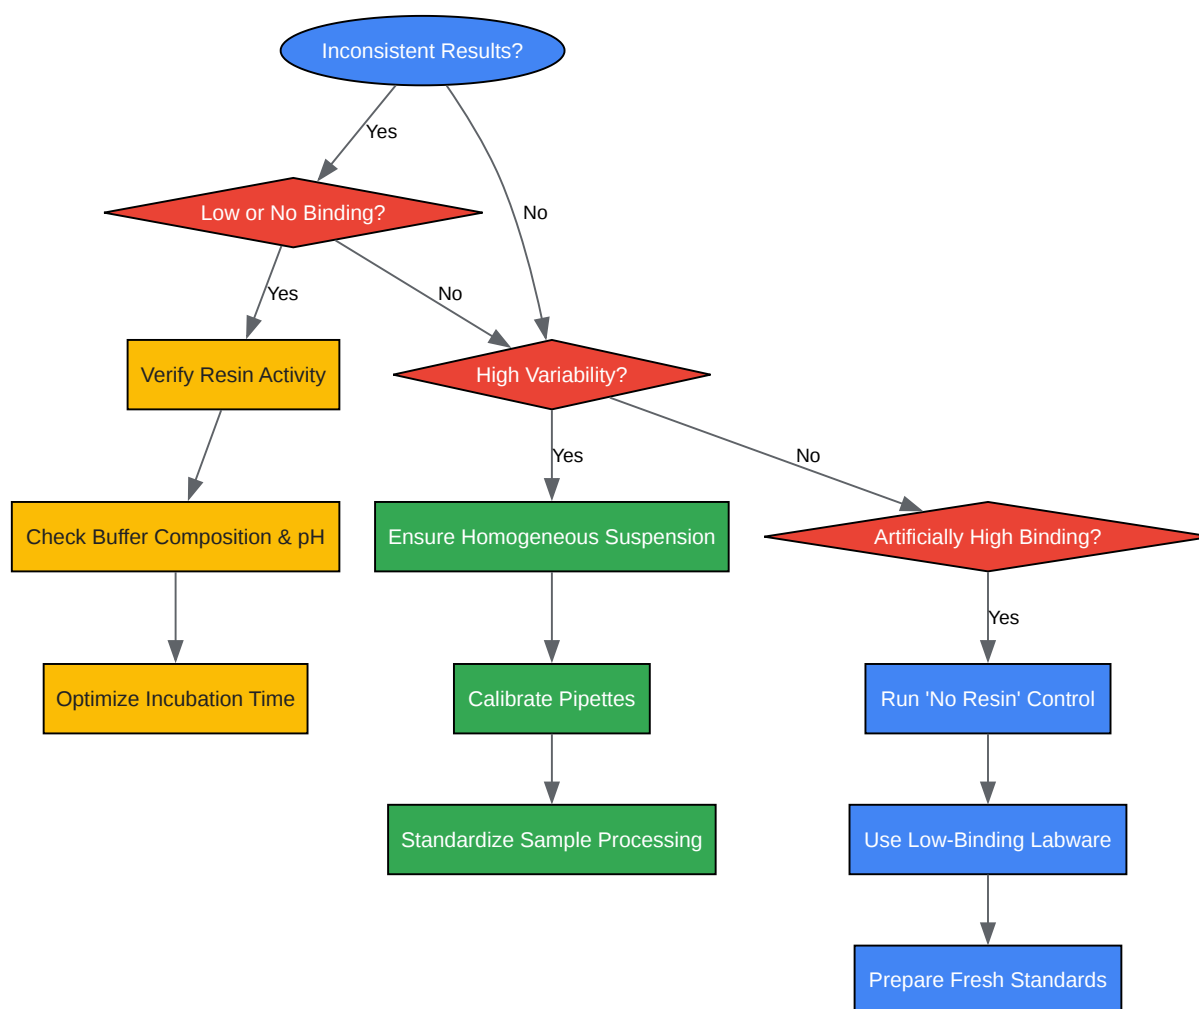 Inconsistent Results?
Yes
Low or No Binding?
No
Yes
No
Verify Resin Activity
High Variability?
Yes
No
Check Buffer Composition & pH
Ensure Homogeneous Suspension
Artificially High Binding?
Yes
Optimize Incubation Time
Calibrate Pipettes
Run 'No Resin' Control
Standardize Sample Processing
Use Low-Binding Labware
Prepare Fresh Standards